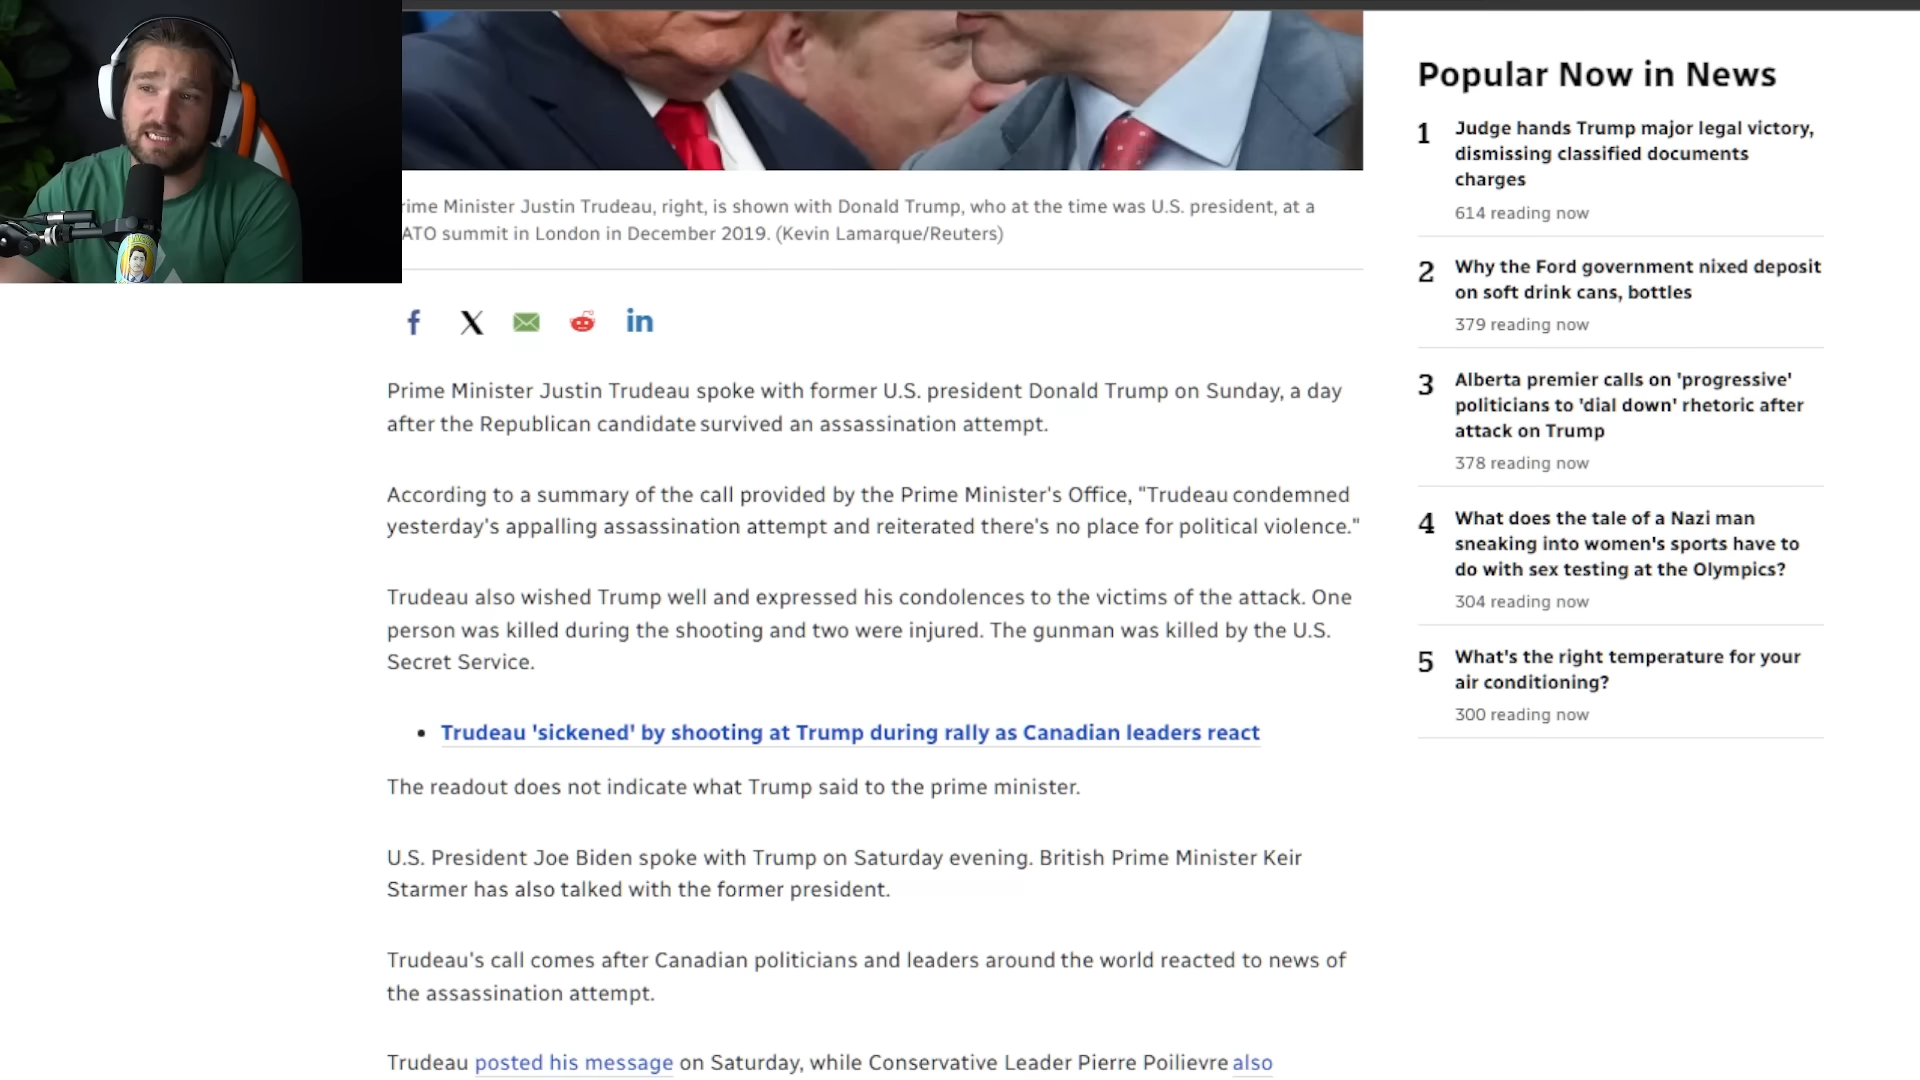 rime Minister Justin Trudeau, right, is shown with Donald Trump, who at the time was U.S. president, at a
ATO summit in London in December 2019. (Kevin Lamarque/Reuters)
Prime Minister Justin Trudeau spoke with former U.S. president Donald Trump on Sunday, a day
after the Republican candidate survived an assassination attempt.
According to a summary of the call provided by the Prime Minister's Office, "Trudeau condemned
yesterday's appalling assassination attempt and reiterated there's no place for political violence."
Trudeau also wished Trump well and expressed his condolences to the victims of the attack. One
person was killed during the shooting and two were injured. The gunman was killed by the U.S.
Secret Service.
• Trudeau 'sickened' by shooting at Trump during rally as Canadian leaders react
The readout does not indicate what Trump said to the prime minister.
U.S. President Joe Biden spoke with Trump on Saturday evening. British Prime Minister Keir
Starmer has also talked with the former president.
Trudeau's call comes after Canadian politicians and leaders around the world reacted to news of
the assassination attempt.
Trudeau posted his message on Saturday, while Conservative Leader Pierre Poilievre also
Popular Now in News
1 Judge hands Trump major legal victory,
dismissing classified documents
charges
614 reading now
2 Why the Ford government nixed deposit
on soft drink cans, bottles
379 reading now
3 Alberta premier calls on 'progressive'
politicians to 'dial down' rhetoric after
attack on Trump
378 reading now
4 What does the tale of a Nazi man
sneaking into women's sports have to
do with sex testing at the Olympics?
304 reading now
5 What's the right temperature for your
air conditioning?
300 reading now